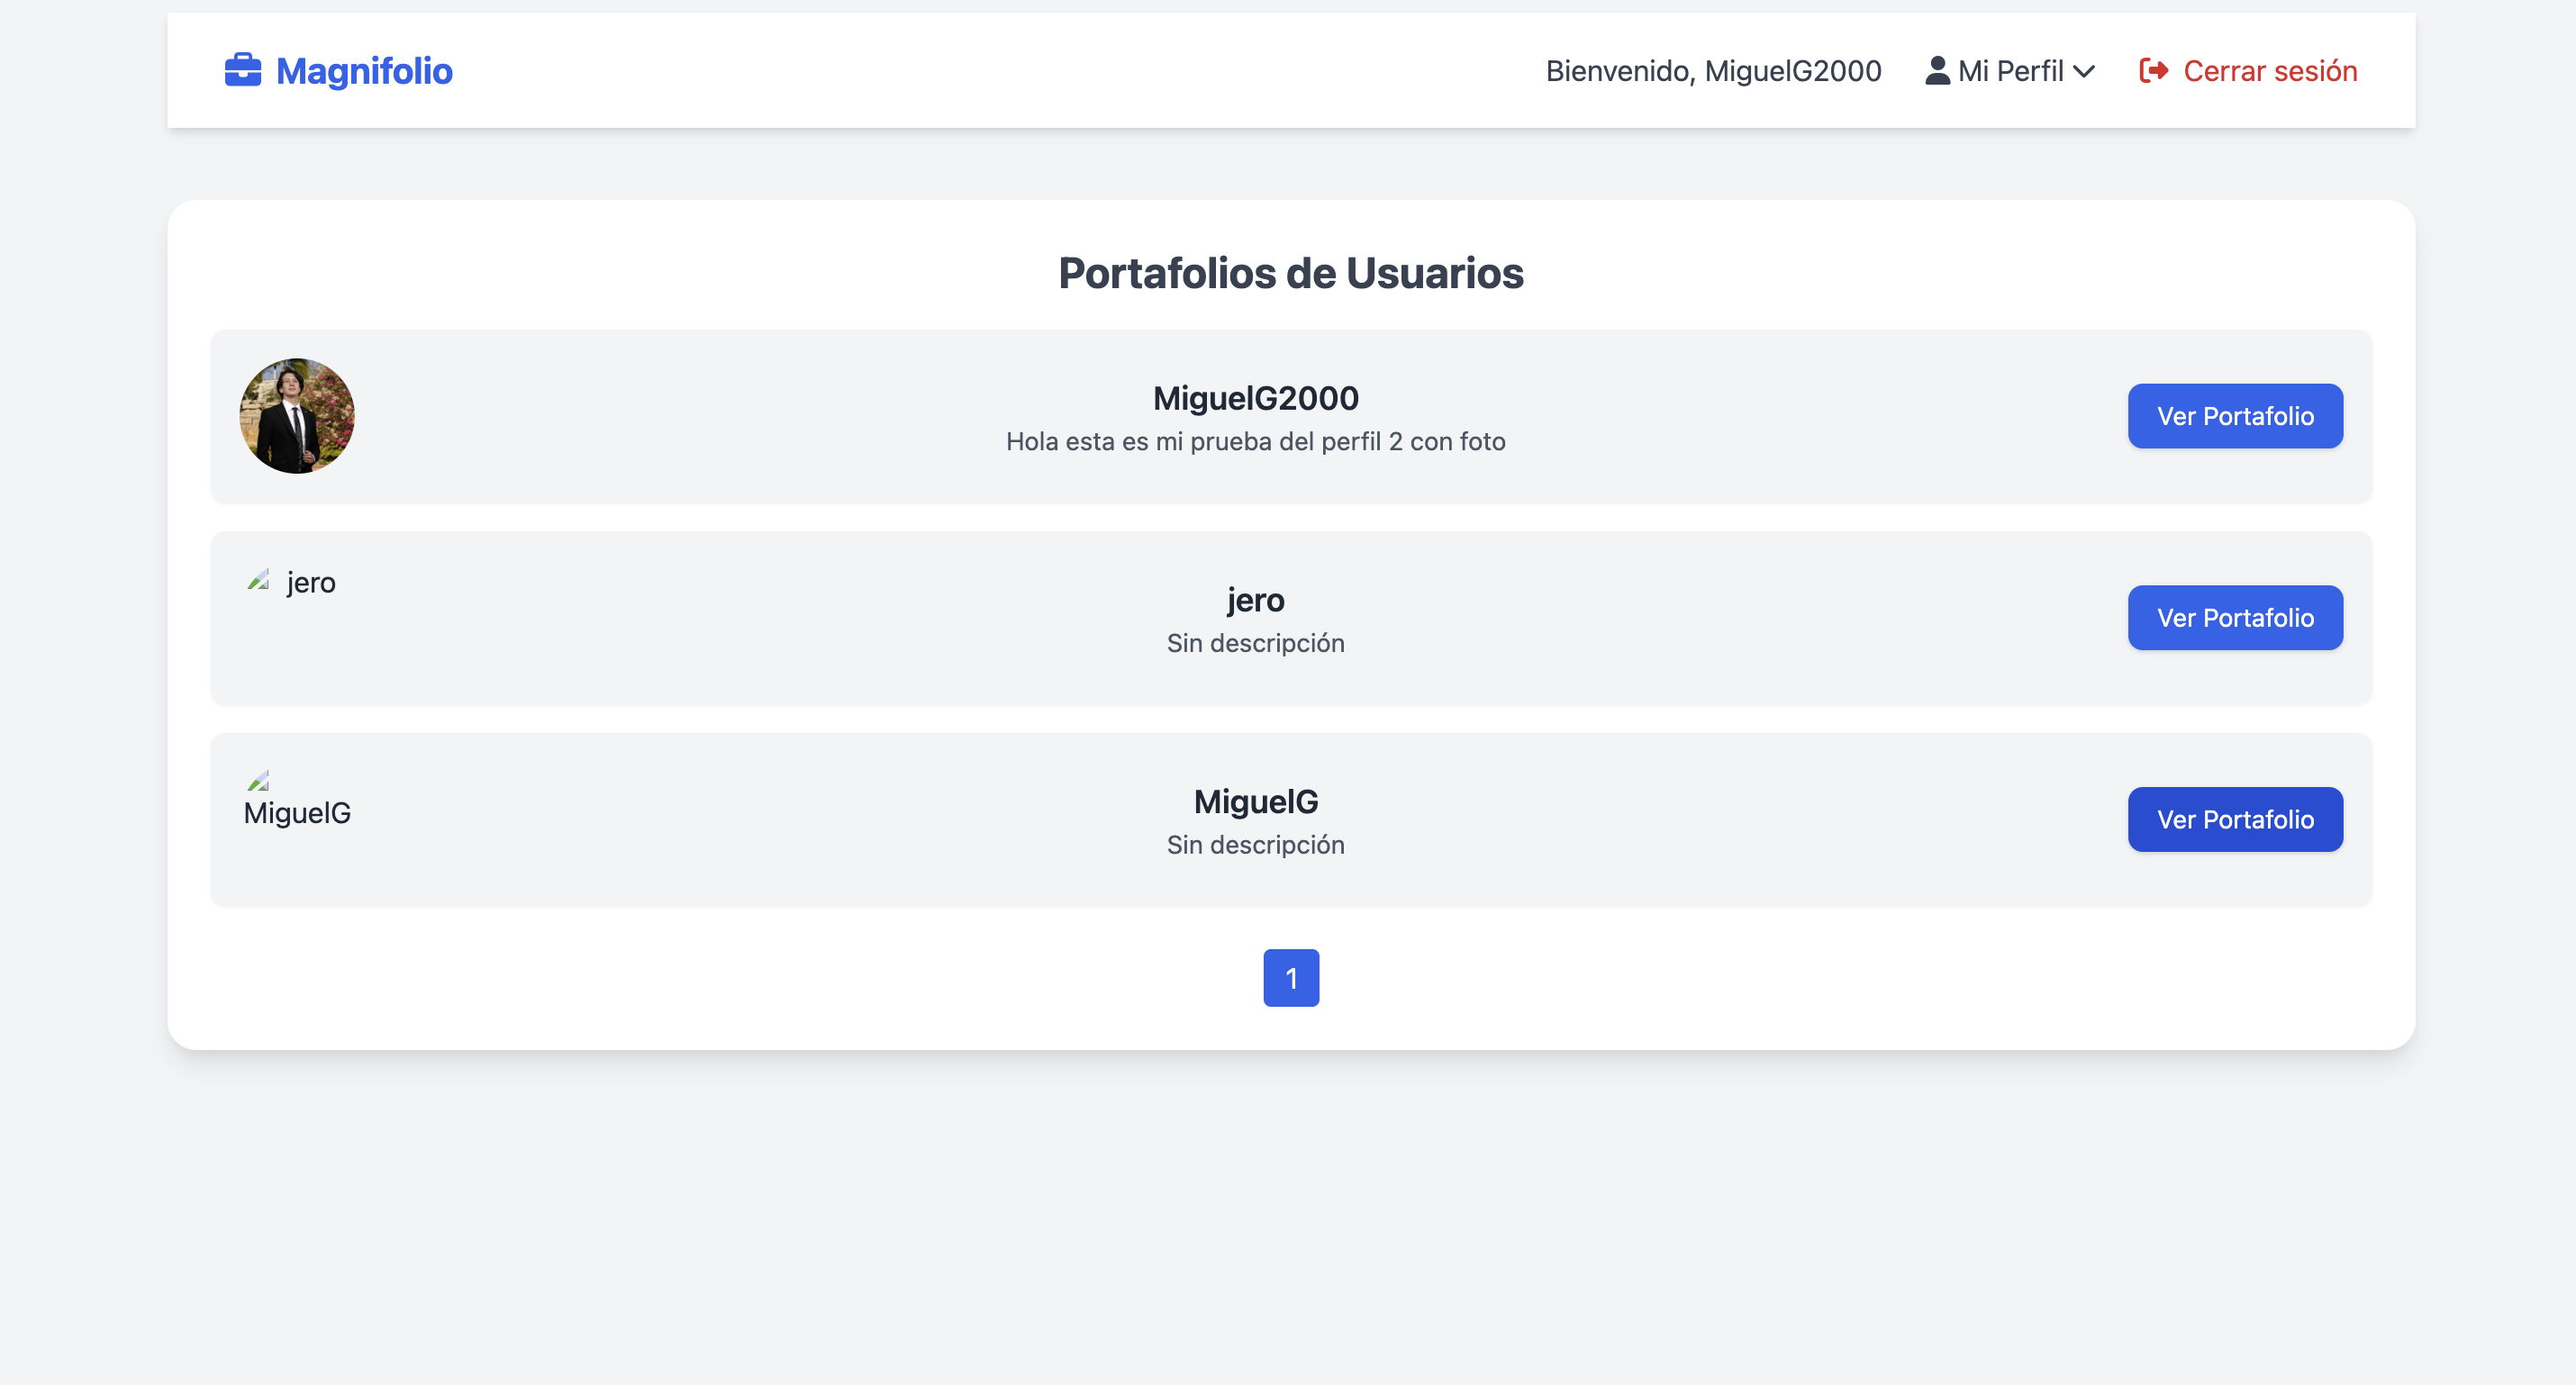 Magnifolio
Bienvenido, MiguelG2000
Mi Perfil
Cerrar sesión
Portafolios de Usuarios
MiguelG2000
Hola esta es mi prueba del perfil 2 con foto
Ver Portafolio
jero
jero
Sin descripción
Ver Portafolio
MiguelG
MiguelG
Sin descripción
Ver Portafolio
1